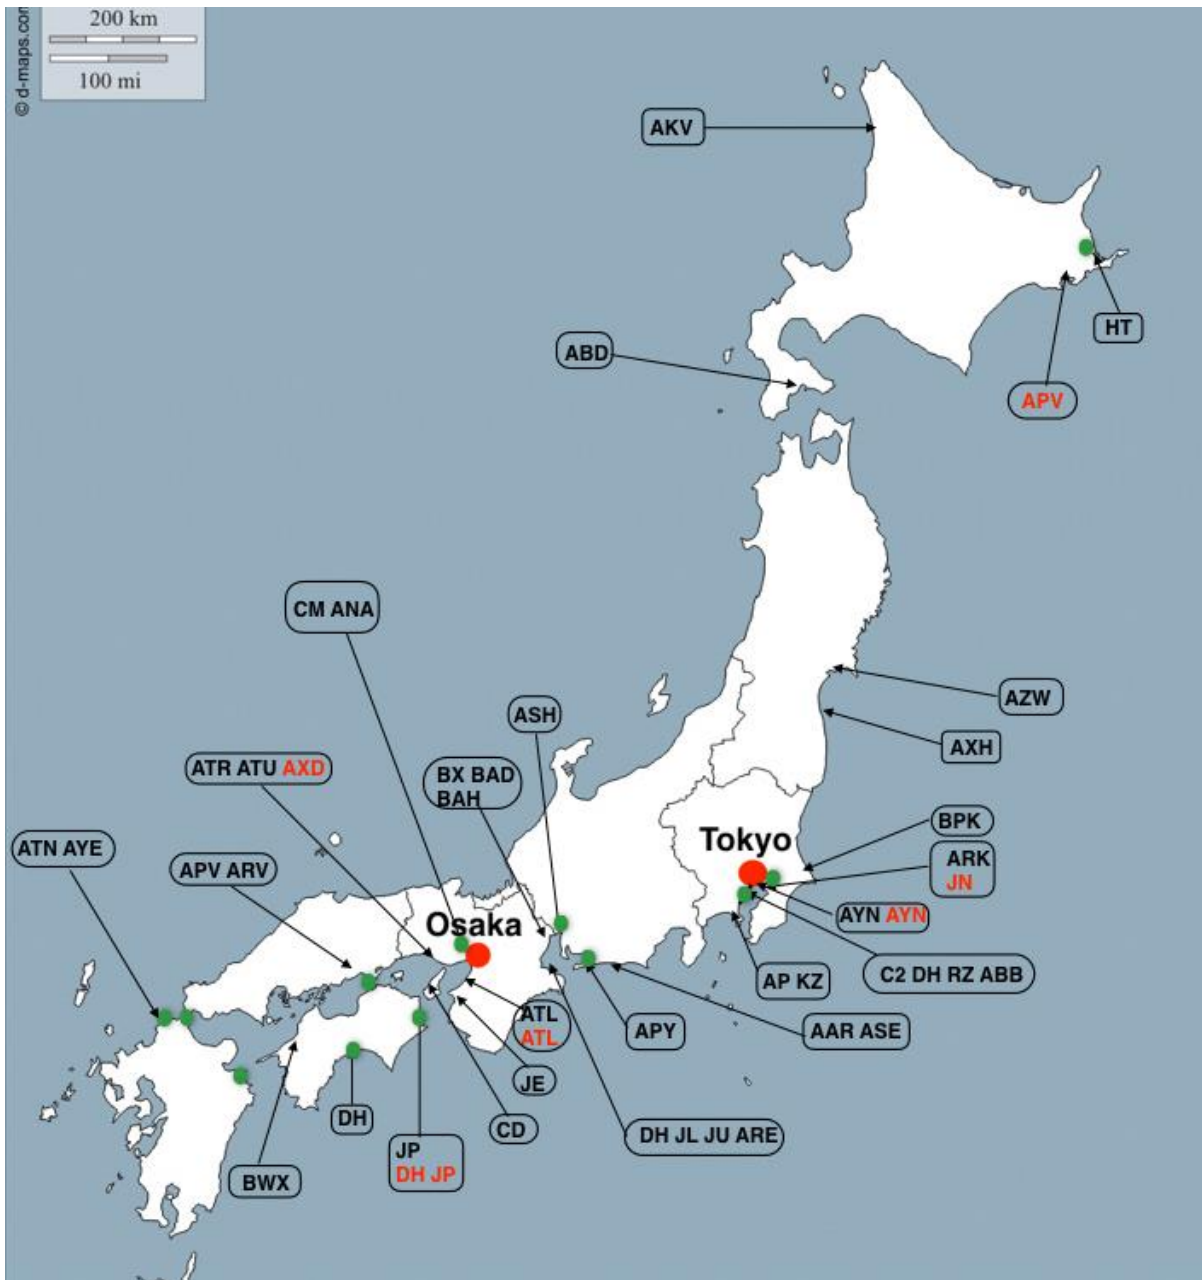 © d-maps.com
200 km
100 mi
AKV
HT
ABD
APV
CM ANA
AZW
ASH
AXH
ATR ATU AXD
BX BAD
BAH
BPK
Tokyo
ATN AYE
APV ARV
ARK
JN
AYN AYN
Osaka
C2 DH RZ ABB
AP KZ
ATL
ATL
APY
AAR ASE
JE
DH
CD
DH JL JU ARE
JP
DH JP
BWX